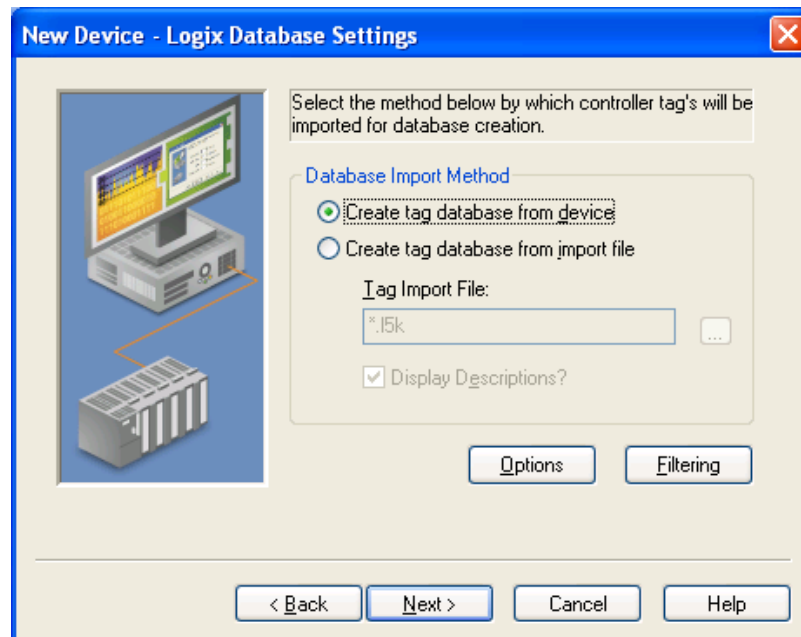 New Device - Logix Database Settings
Select the method below by which controller tag's will be
imported for database creation.
Database Import Method
Create tag database from device
Create tag database from import file
Tag Import File:
*.l5k
...
Display Descriptions?
Options
Filtering
< Back
Next >
Cancel
Help